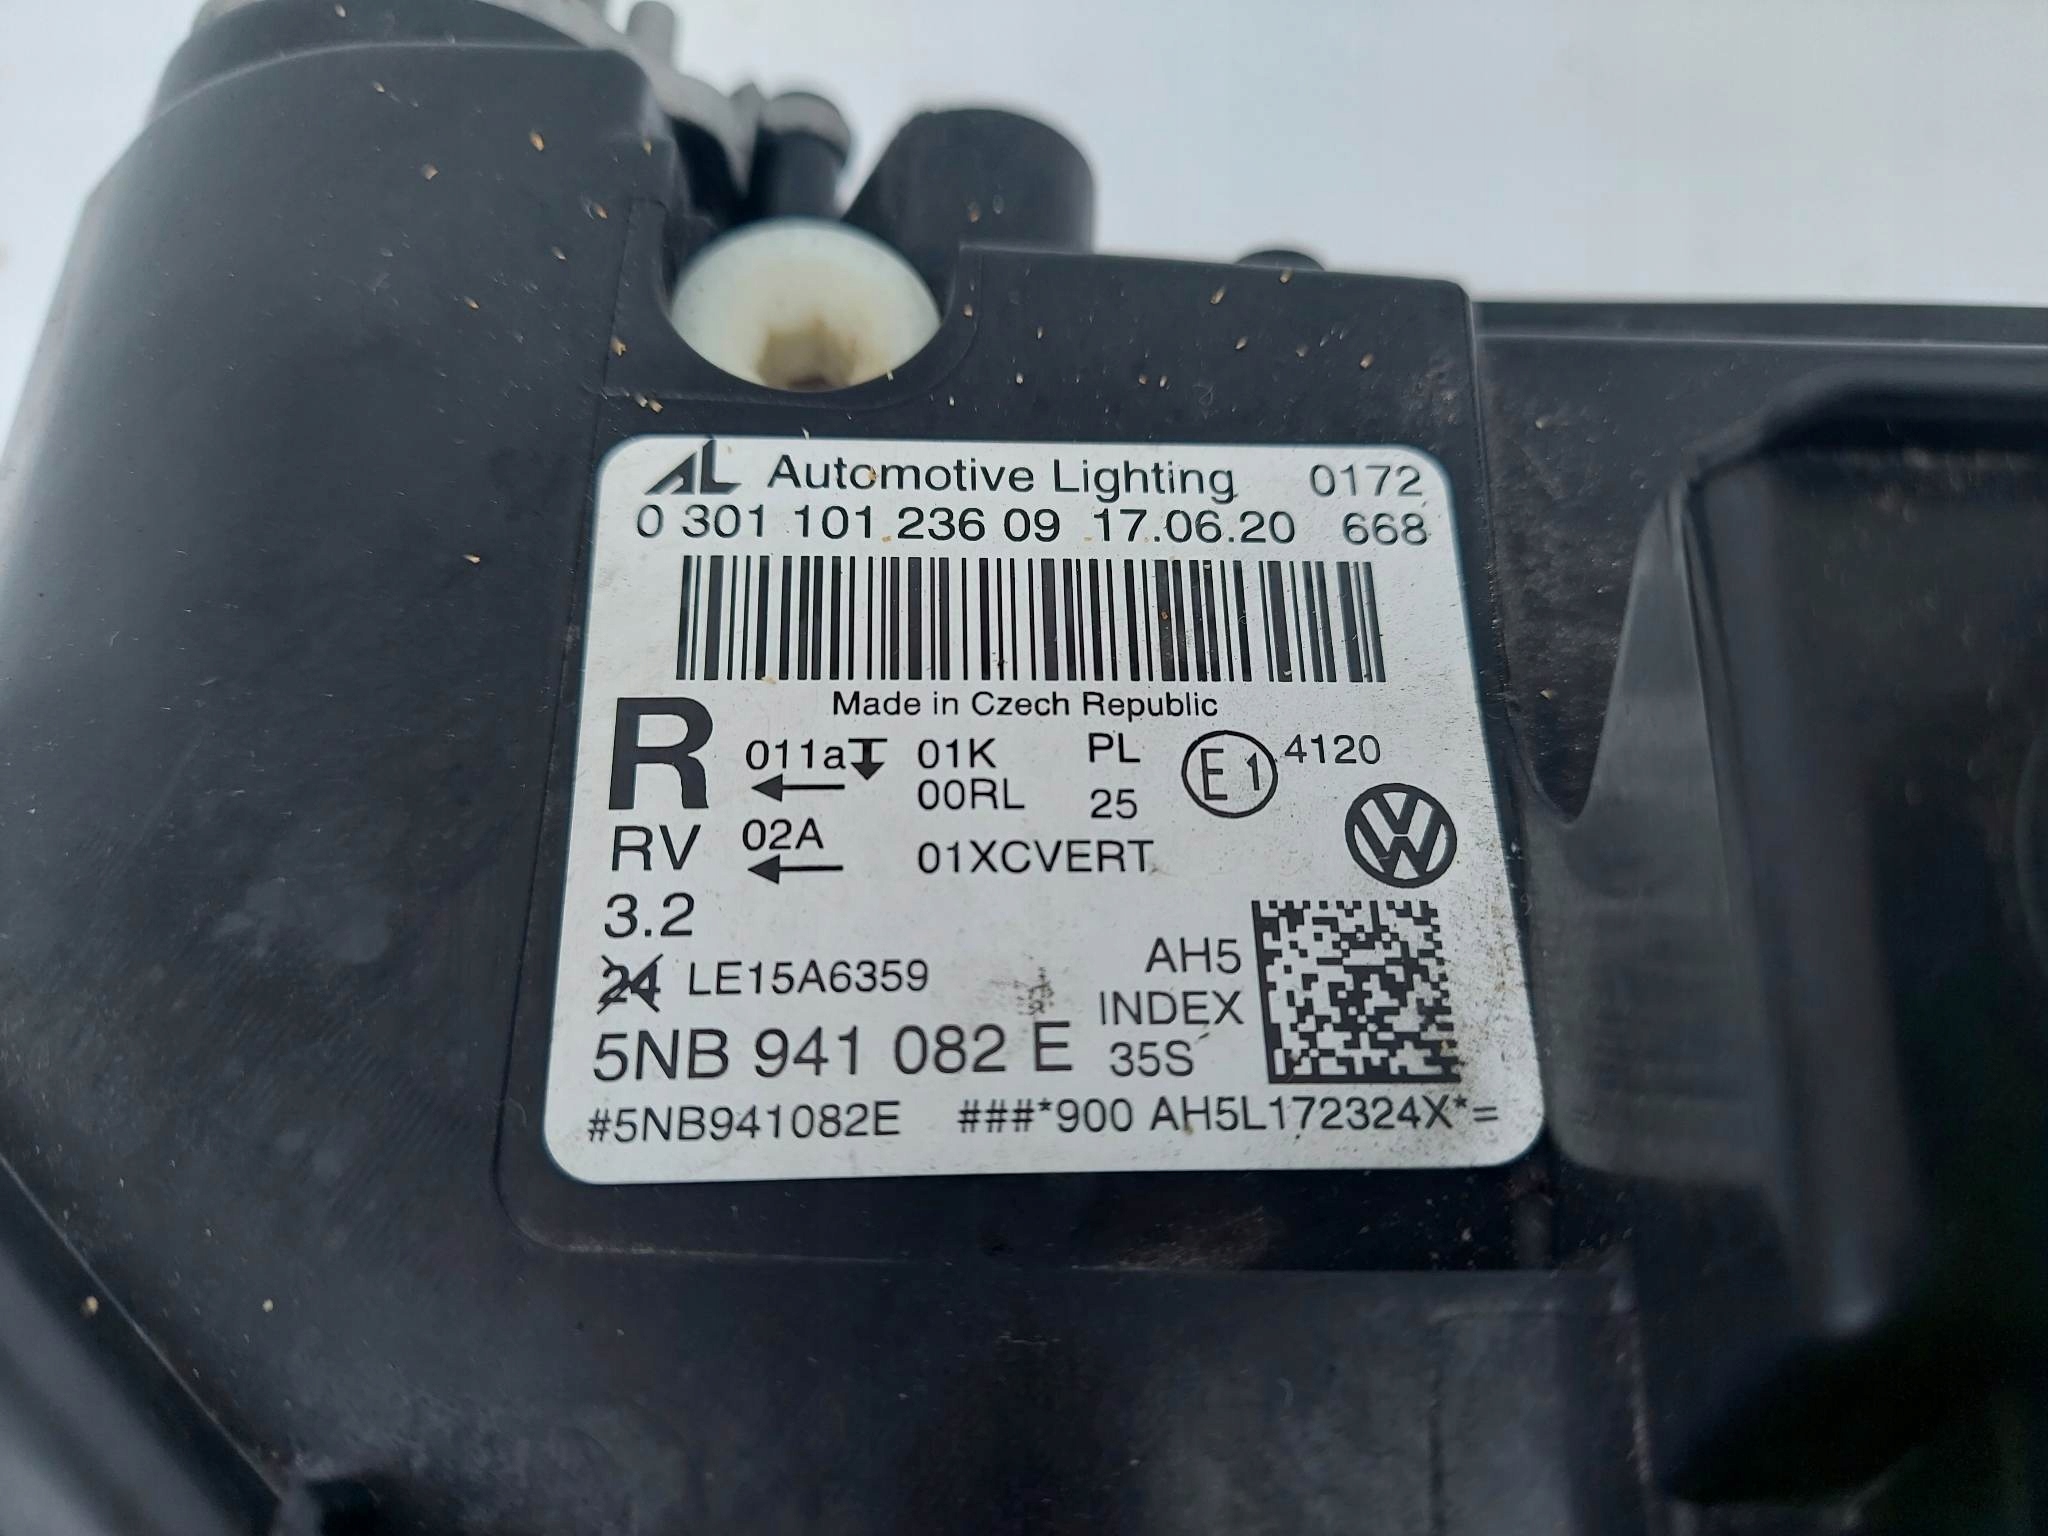 AL Automotive Lighting 0172
0 301 101 236 09 17.06.20 668
Made in Czech Republic
R 011a 01K PL E1 4120
00RL 25
RV 02A 01XCVERT
3.2
24 LE15A6359 AH5
5NB 941 082 E INDEX
35S
#5NB941082E ###*900 AH5L172324X*=